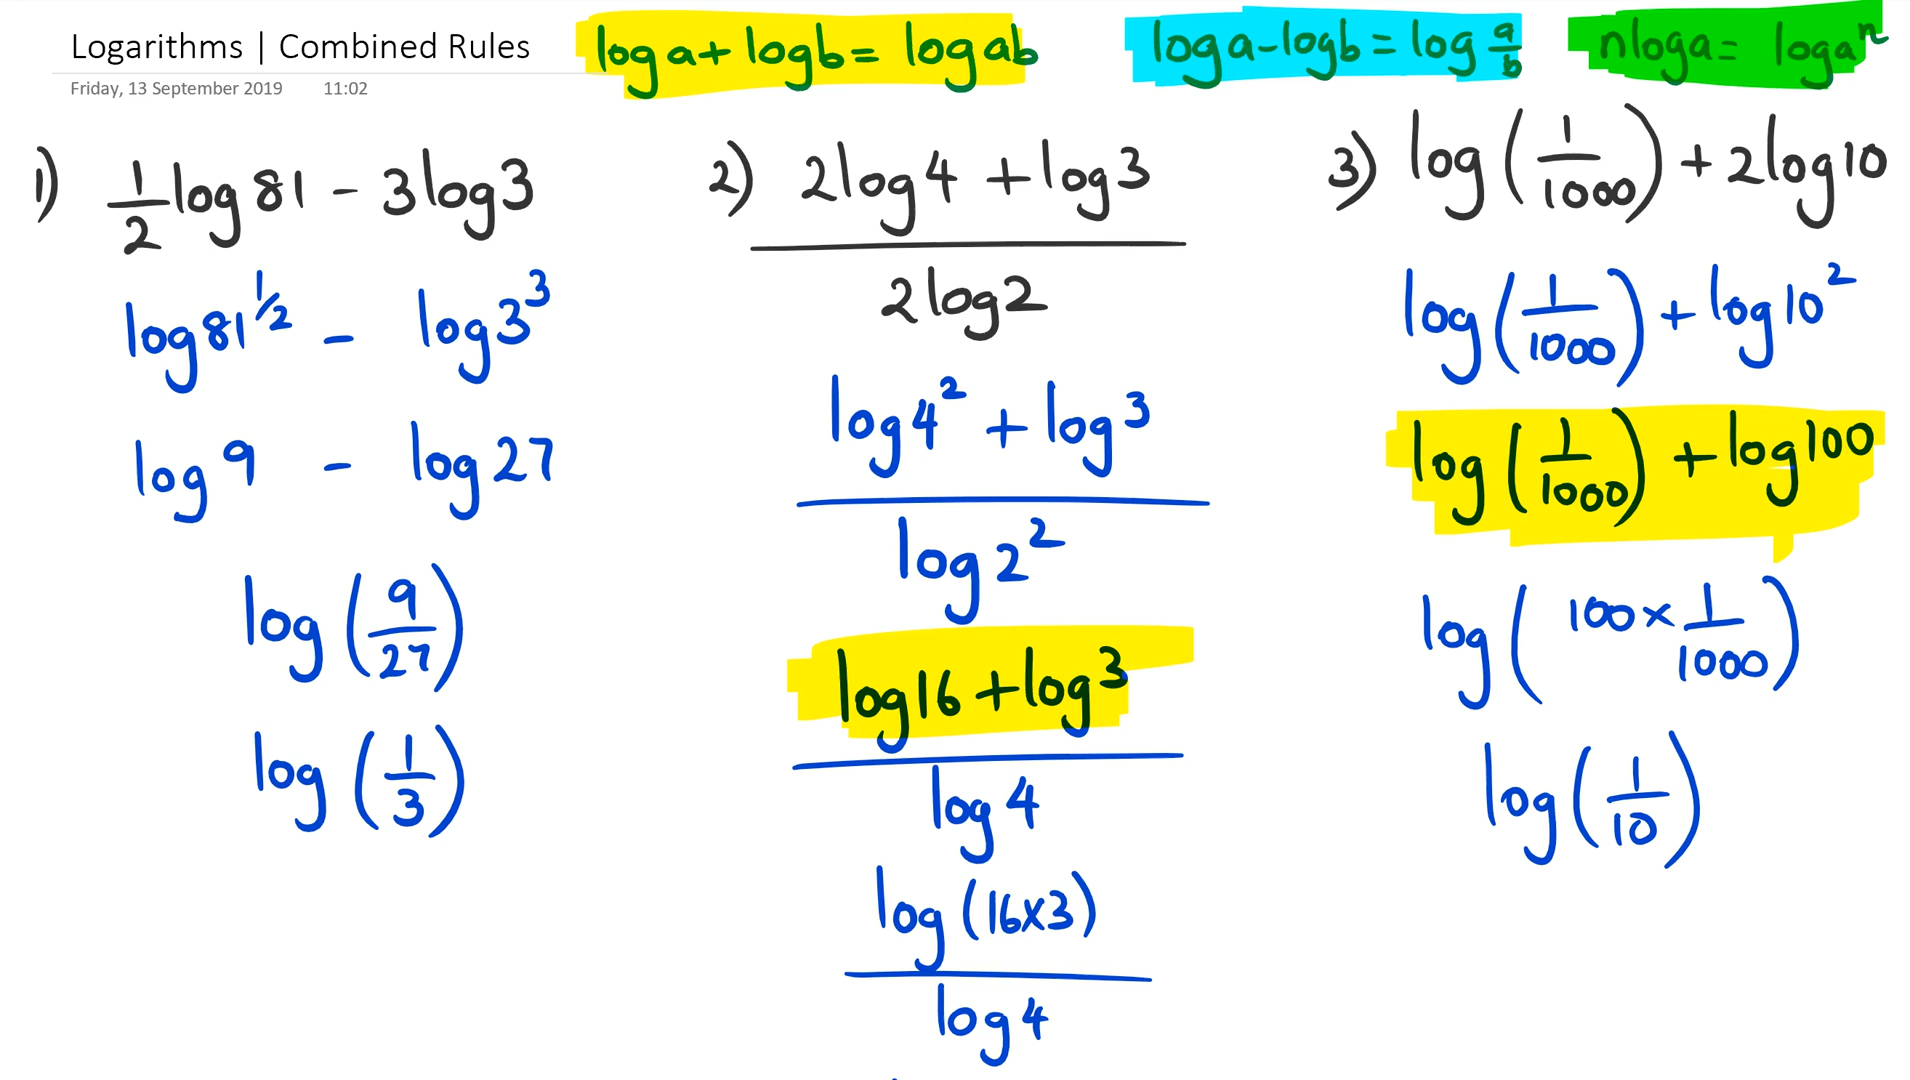 Logarithms | Combined Rules
Friday, 13 September 2019 11:02
log a + log b = log ab
log a - log b = log a/b
n log a = log aⁿ
1) 1/2 log 81 - 3 log 3
log 81^½ - log 3³
log 9 - log 27
log (9/27)
log (1/3)
2) 2 log 4 + log 3
2 log 2
log 4² + log 3
log 2²
log 16 + log 3
log 4
log (16×3)
log 4
3) log (1/1000) + 2 log 10
log (1/1000) + log 10²
log (1/1000) + log 100
log (100 × 1/1000)
log (1/10)